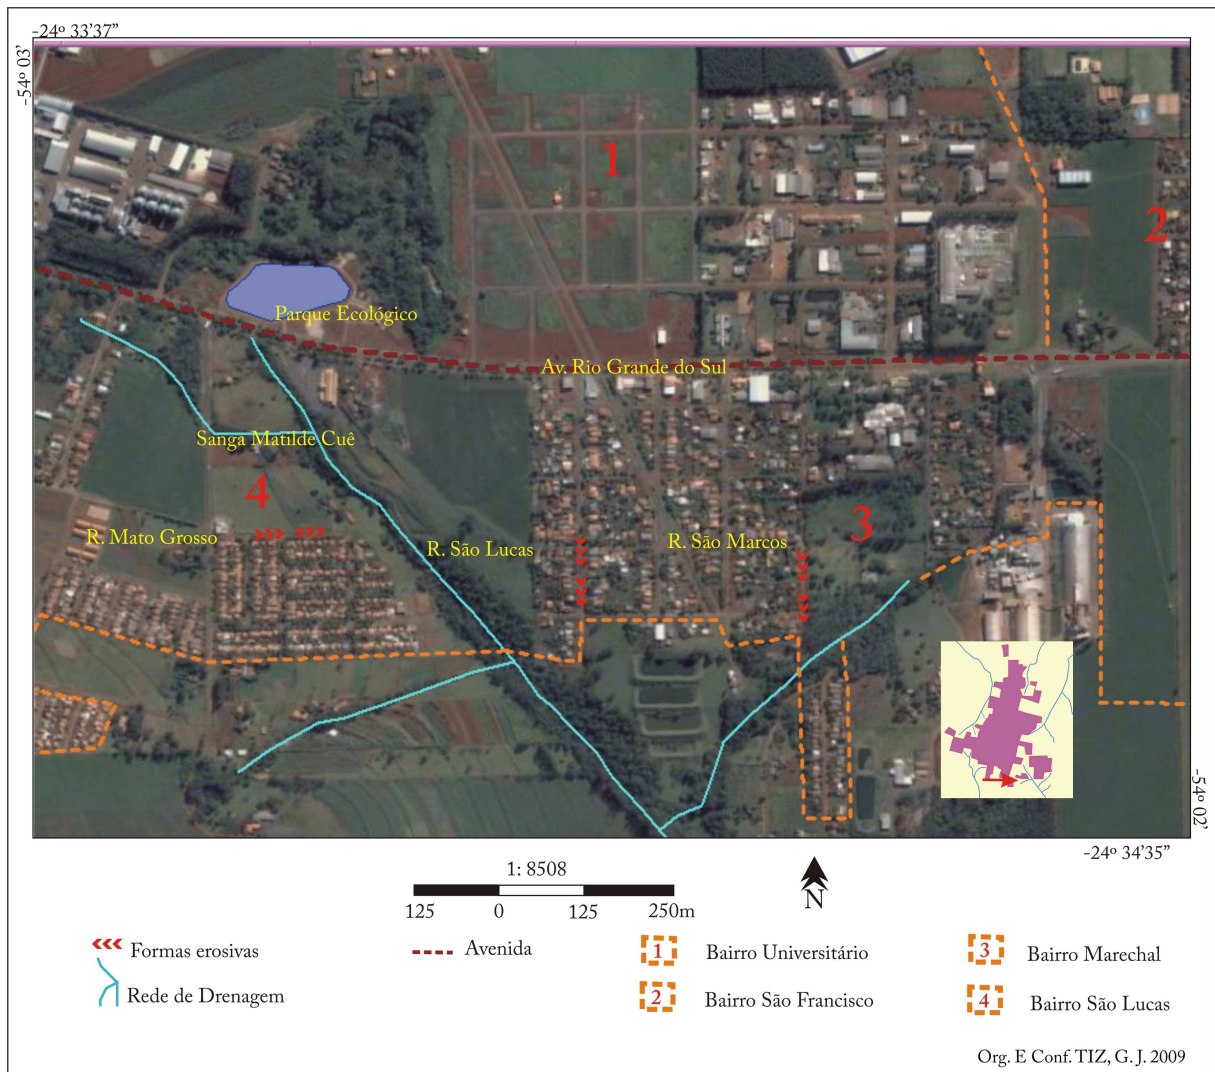 -24º 33'37”
-54º 03'
1
2
Parque Ecológico
Av. Rio Grande do Sul
Sanga Matilde Cuê
4
3
R. Mato Grosso
R. São Lucas
R. São Marcos
-54º 02'
-24º 34'35”
1: 8508
125 0 125 250m
N
Formas erosivas
Avenida
1 Bairro Universitário
3 Bairro Marechal
Rede de Drenagem
2 Bairro São Francisco
4 Bairro São Lucas
Org. E Conf. TIZ, G. J. 2009